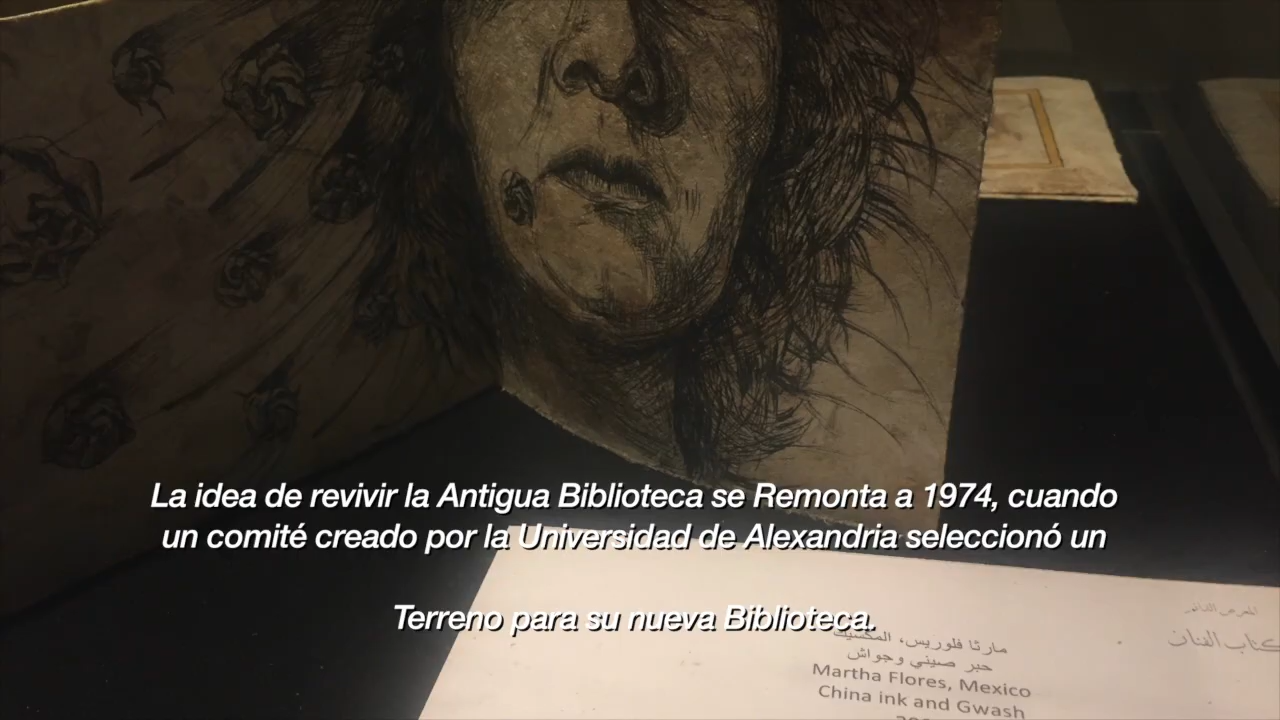 La idea de revivir la Antigua Biblioteca se Remonta a 1974, cuando
un comité creado por la Universidad de Alexandria seleccionó un
Terreno para su nueva Biblioteca.
كتاب الفنان
مارثا فلوريس، المكسيك
حبر صيني وجواش
Martha Flores, Mexico
China ink and Gwash